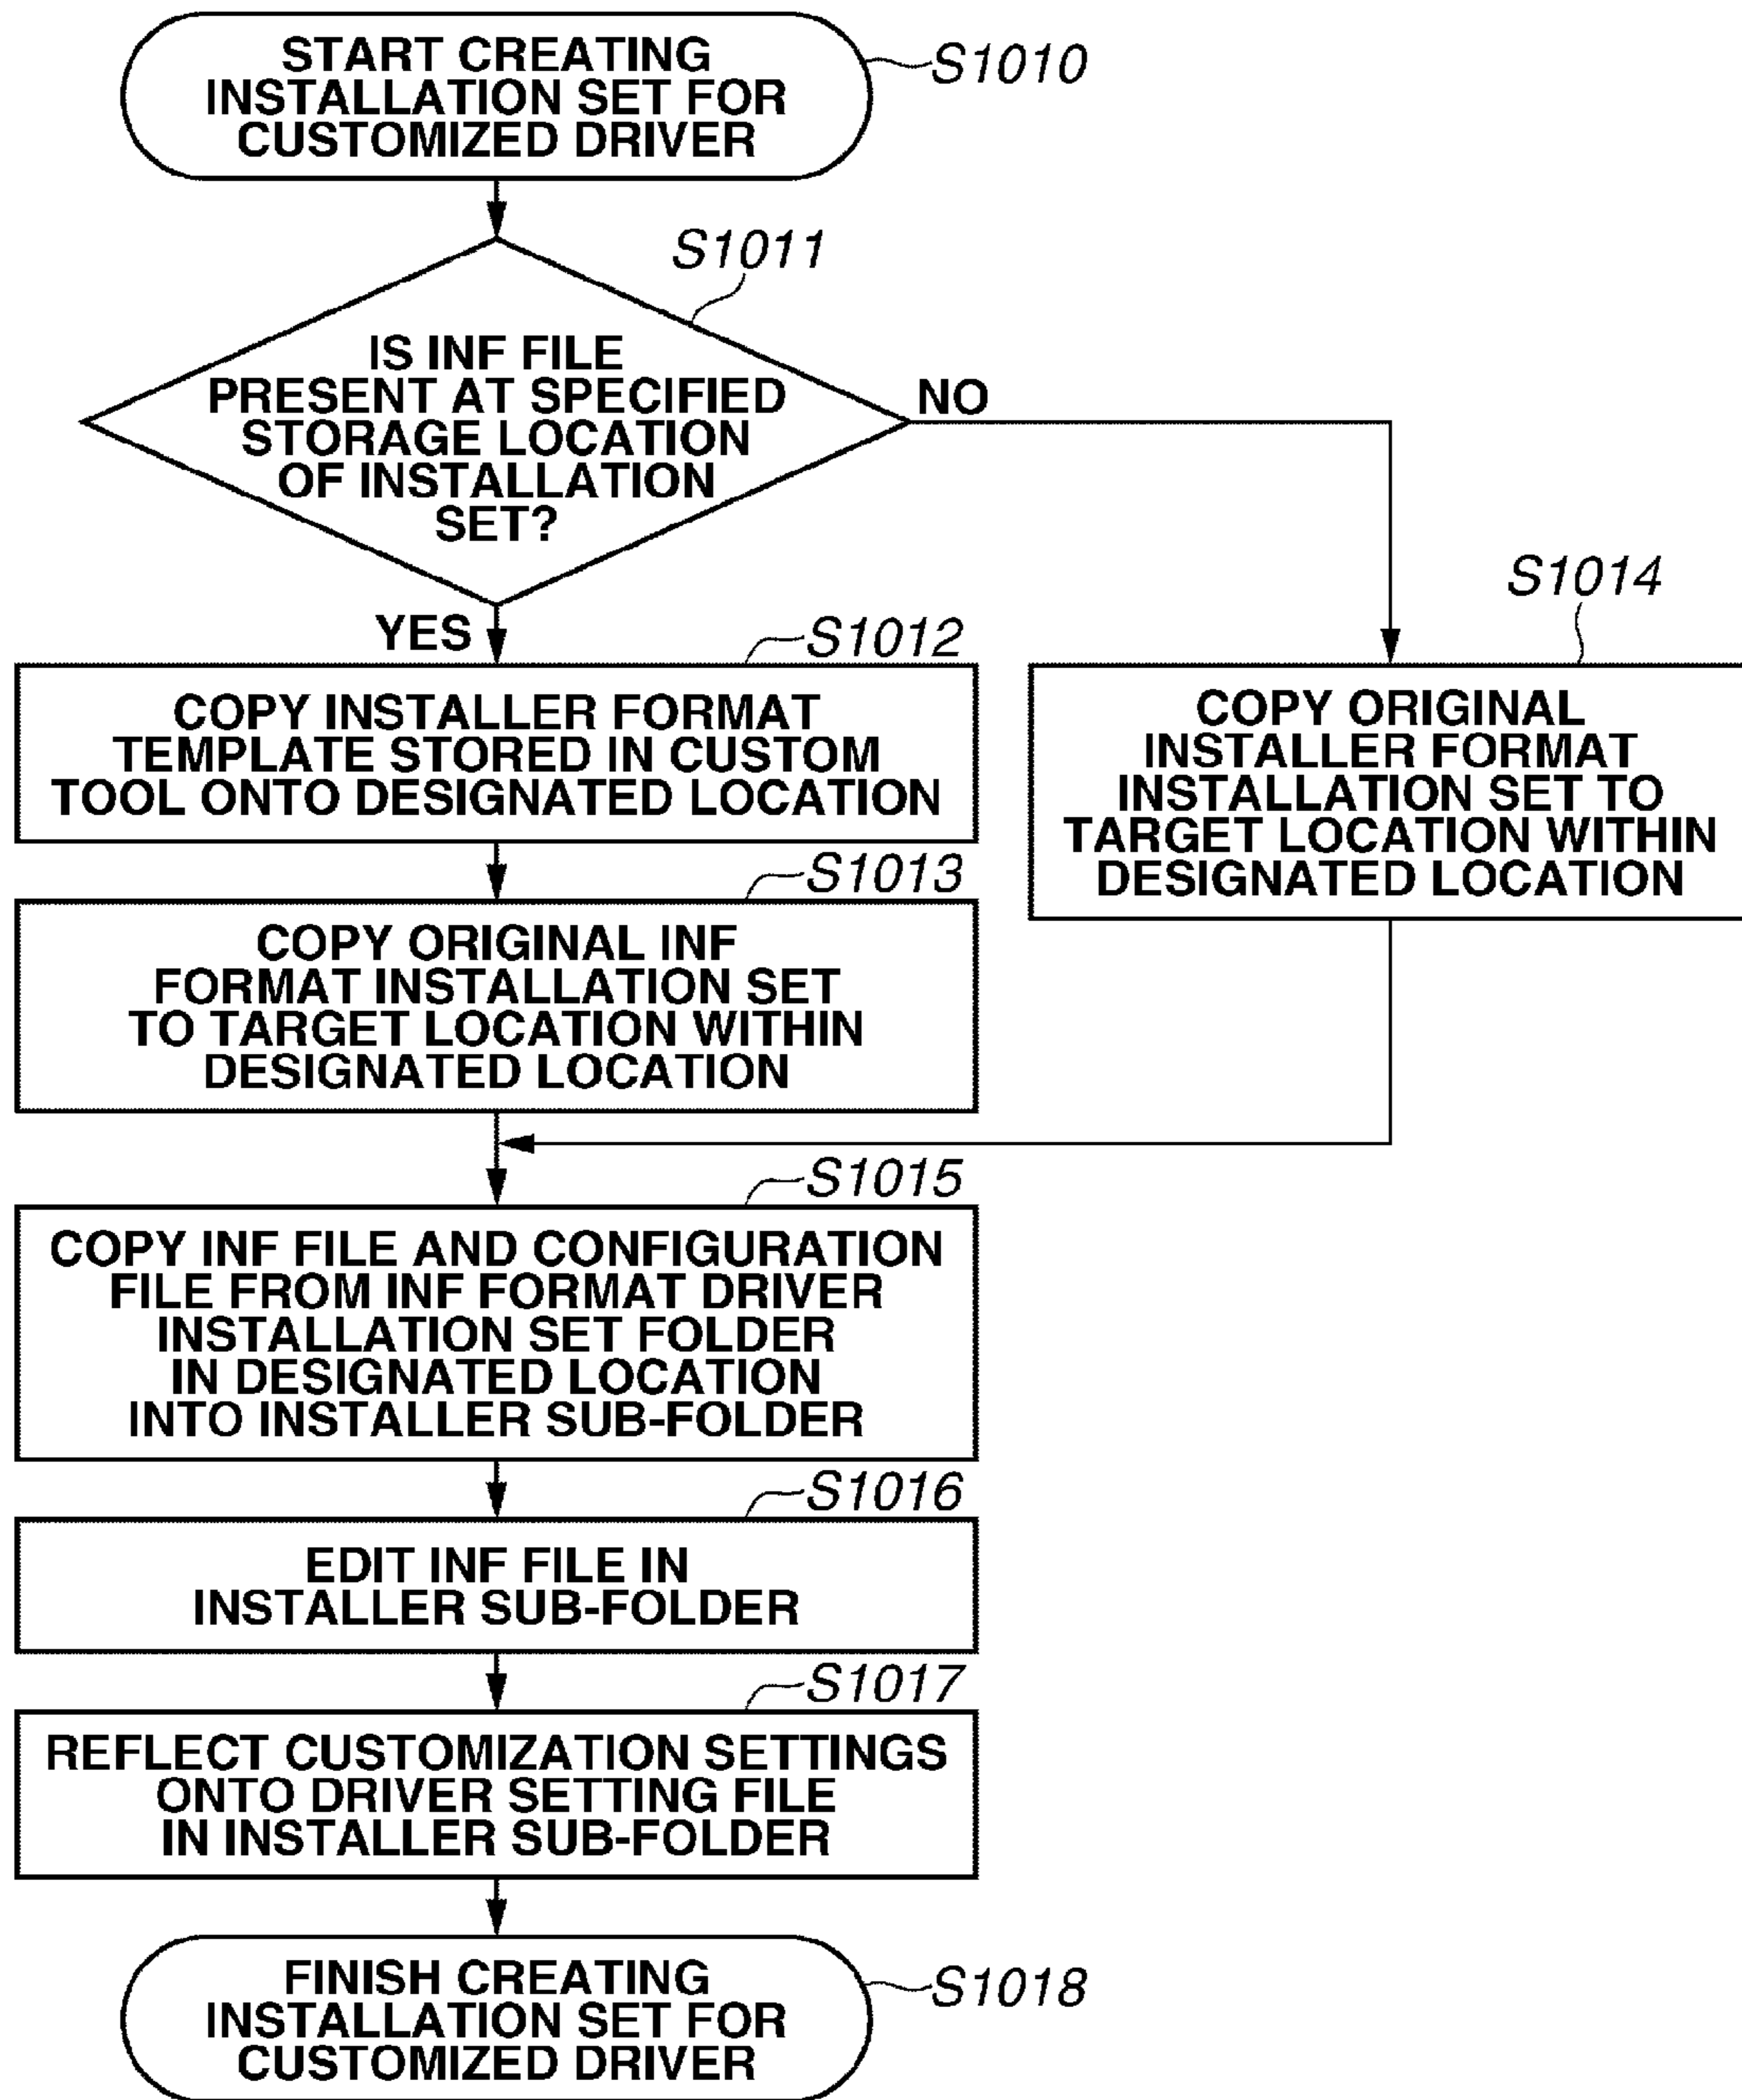 START CREATING
INSTALLATION SET FOR
CUSTOMIZED DRIVER
S1010
S1011
IS INF FILE
PRESENT AT SPECIFIED
STORAGE LOCATION
OF INSTALLATION
SET?
NO
YES
S1012
COPY INSTALLER FORMAT
TEMPLATE STORED IN CUSTOM
TOOL ONTO DESIGNATED LOCATION
S1014
COPY ORIGINAL
INSTALLER FORMAT
INSTALLATION SET TO
TARGET LOCATION WITHIN
DESIGNATED LOCATION
S1013
COPY ORIGINAL INF
FORMAT INSTALLATION SET
TO TARGET LOCATION WITHIN
DESIGNATED LOCATION
S1015
COPY INF FILE AND CONFIGURATION
FILE FROM INF FORMAT DRIVER
INSTALLATION SET FOLDER
IN DESIGNATED LOCATION
INTO INSTALLER SUB-FOLDER
S1016
EDIT INF FILE IN
INSTALLER SUB-FOLDER
S1017
REFLECT CUSTOMIZATION SETTINGS
ONTO DRIVER SETTING FILE
IN INSTALLER SUB-FOLDER
FINISH CREATING
INSTALLATION SET FOR
CUSTOMIZED DRIVER
S1018